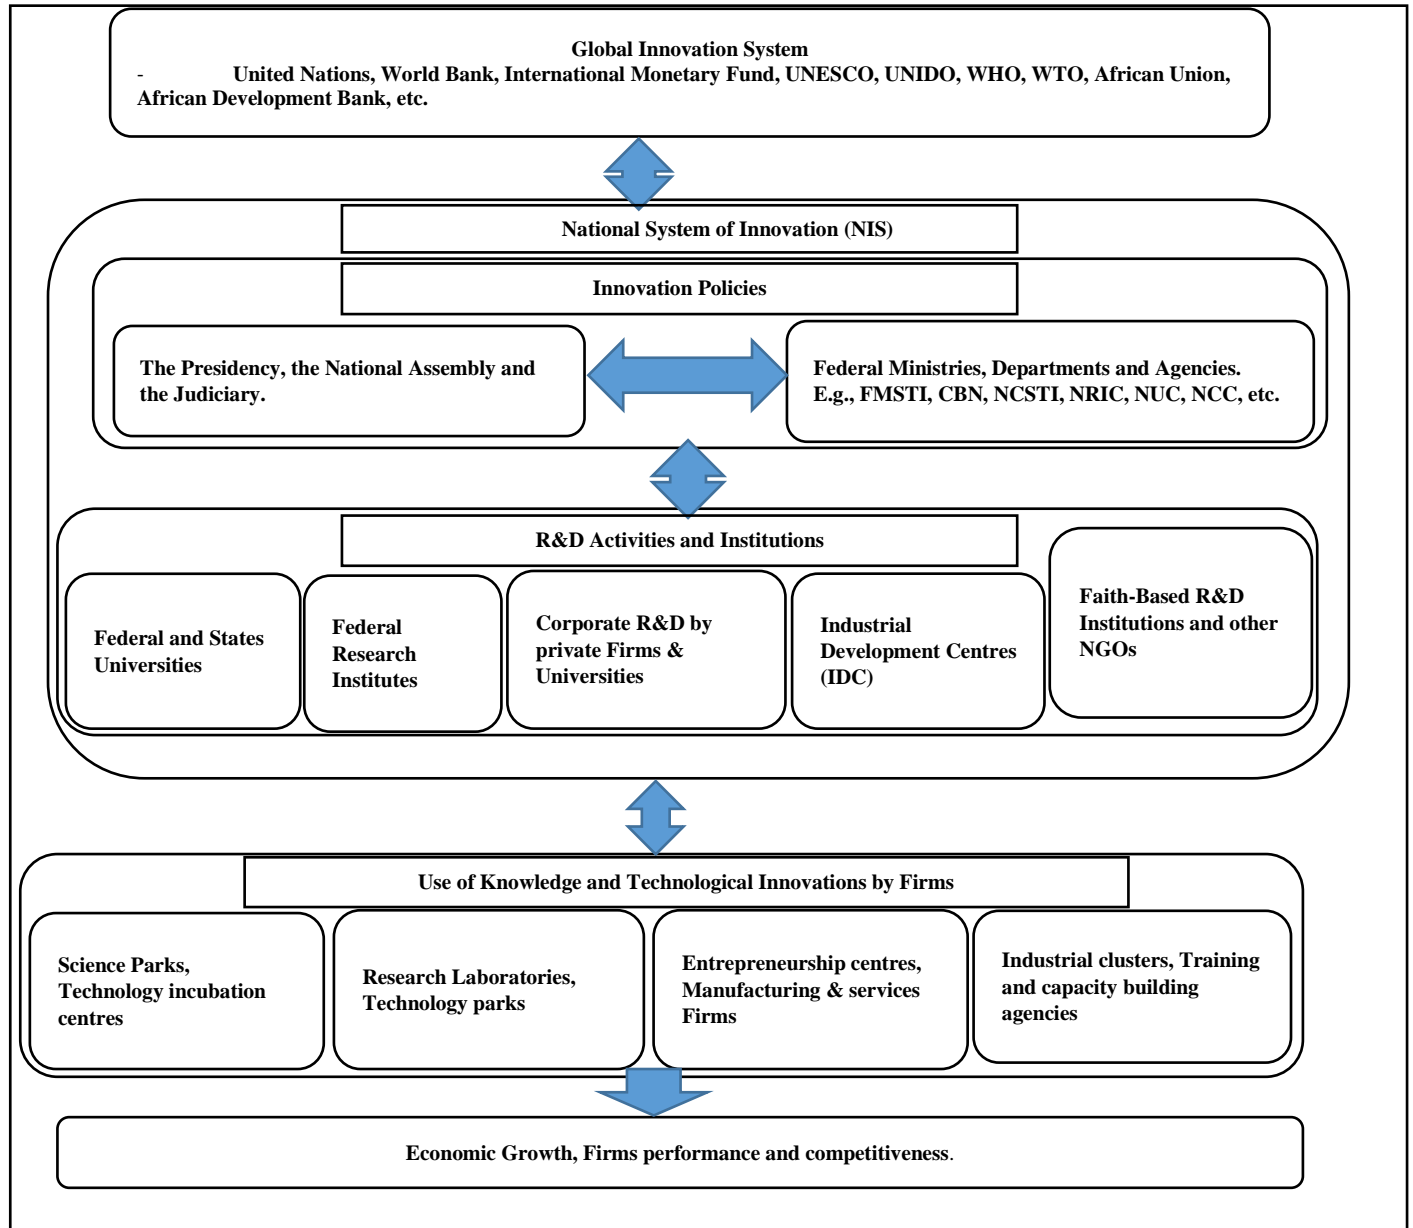 Global Innovation System
- United Nations, World Bank, International Monetary Fund, UNESCO, UNIDO, WHO, WTO, African Union,
African Development Bank, etc.
National System of Innovation (NIS)
Innovation Policies
The Presidency, the National Assembly and
the Judiciary.
Federal Ministries, Departments and Agencies.
E.g., FMSTI, CBN, NCSTI, NRIC, NUC, NCC, etc.
R&D Activities and Institutions
Federal and States
Universities
Federal
Research
Institutes
Corporate R&D by
private Firms &
Universities
Industrial
Development Centres
(IDC)
Faith-Based R&D
Institutions and other
NGOs
Use of Knowledge and Technological Innovations by Firms
Science Parks,
Technology incubation
centres
Research Laboratories,
Technology parks
Entrepreneurship centres,
Manufacturing & services
Firms
Industrial clusters, Training
and capacity building
agencies
Economic Growth, Firms performance and competitiveness.